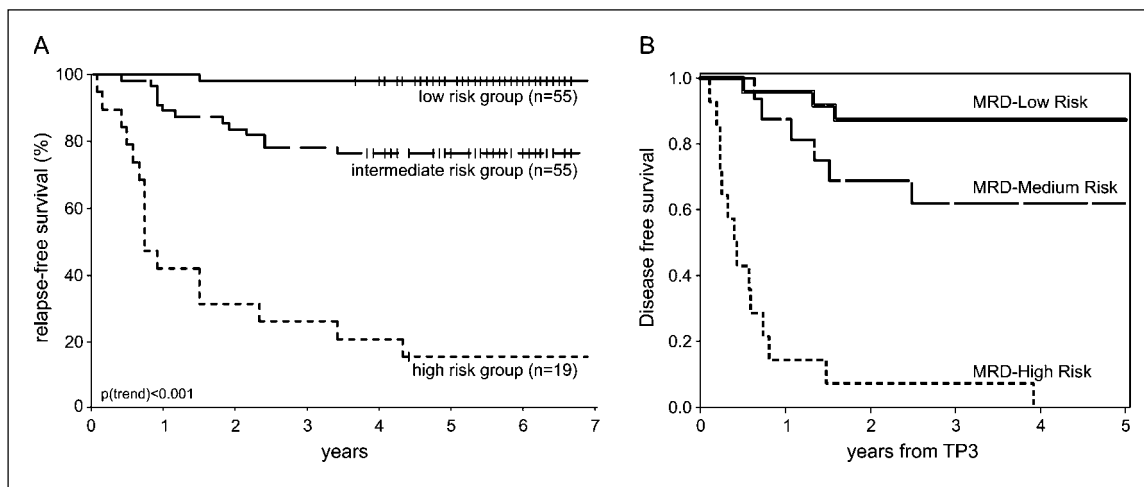 A
relapse-free survival (%)
100
80
60
40
20
0
low risk group (n=55)
intermediate risk group (n=55)
high risk group (n=19)
p(trend)<0.001
0 1 2 3 4 5 6 7
years
B
Disease free survival
1.0
0.8
0.6
0.4
0.2
0.0
MRD-Low Risk
MRD-Medium Risk
MRD-High Risk
0 1 2 3 4 5
years from TP3